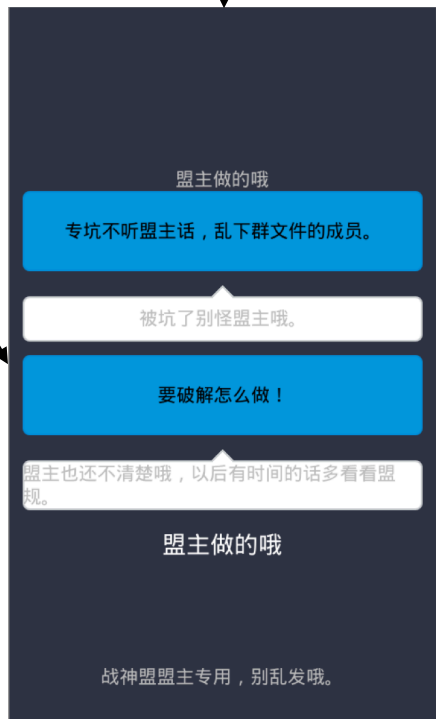 盟主做的哦
专坑不听盟主话，乱下群文件的成员。
被坑了别怪盟主哦。
要破解怎么做！
盟主也还不清楚哦，以后有时间的话多看看盟
规。
盟主做的哦
战神盟盟主专用，别乱发哦。